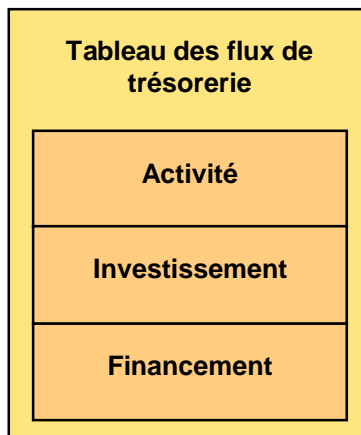 Tableau des flux de
trésorerie
Activité
Investissement
Financement